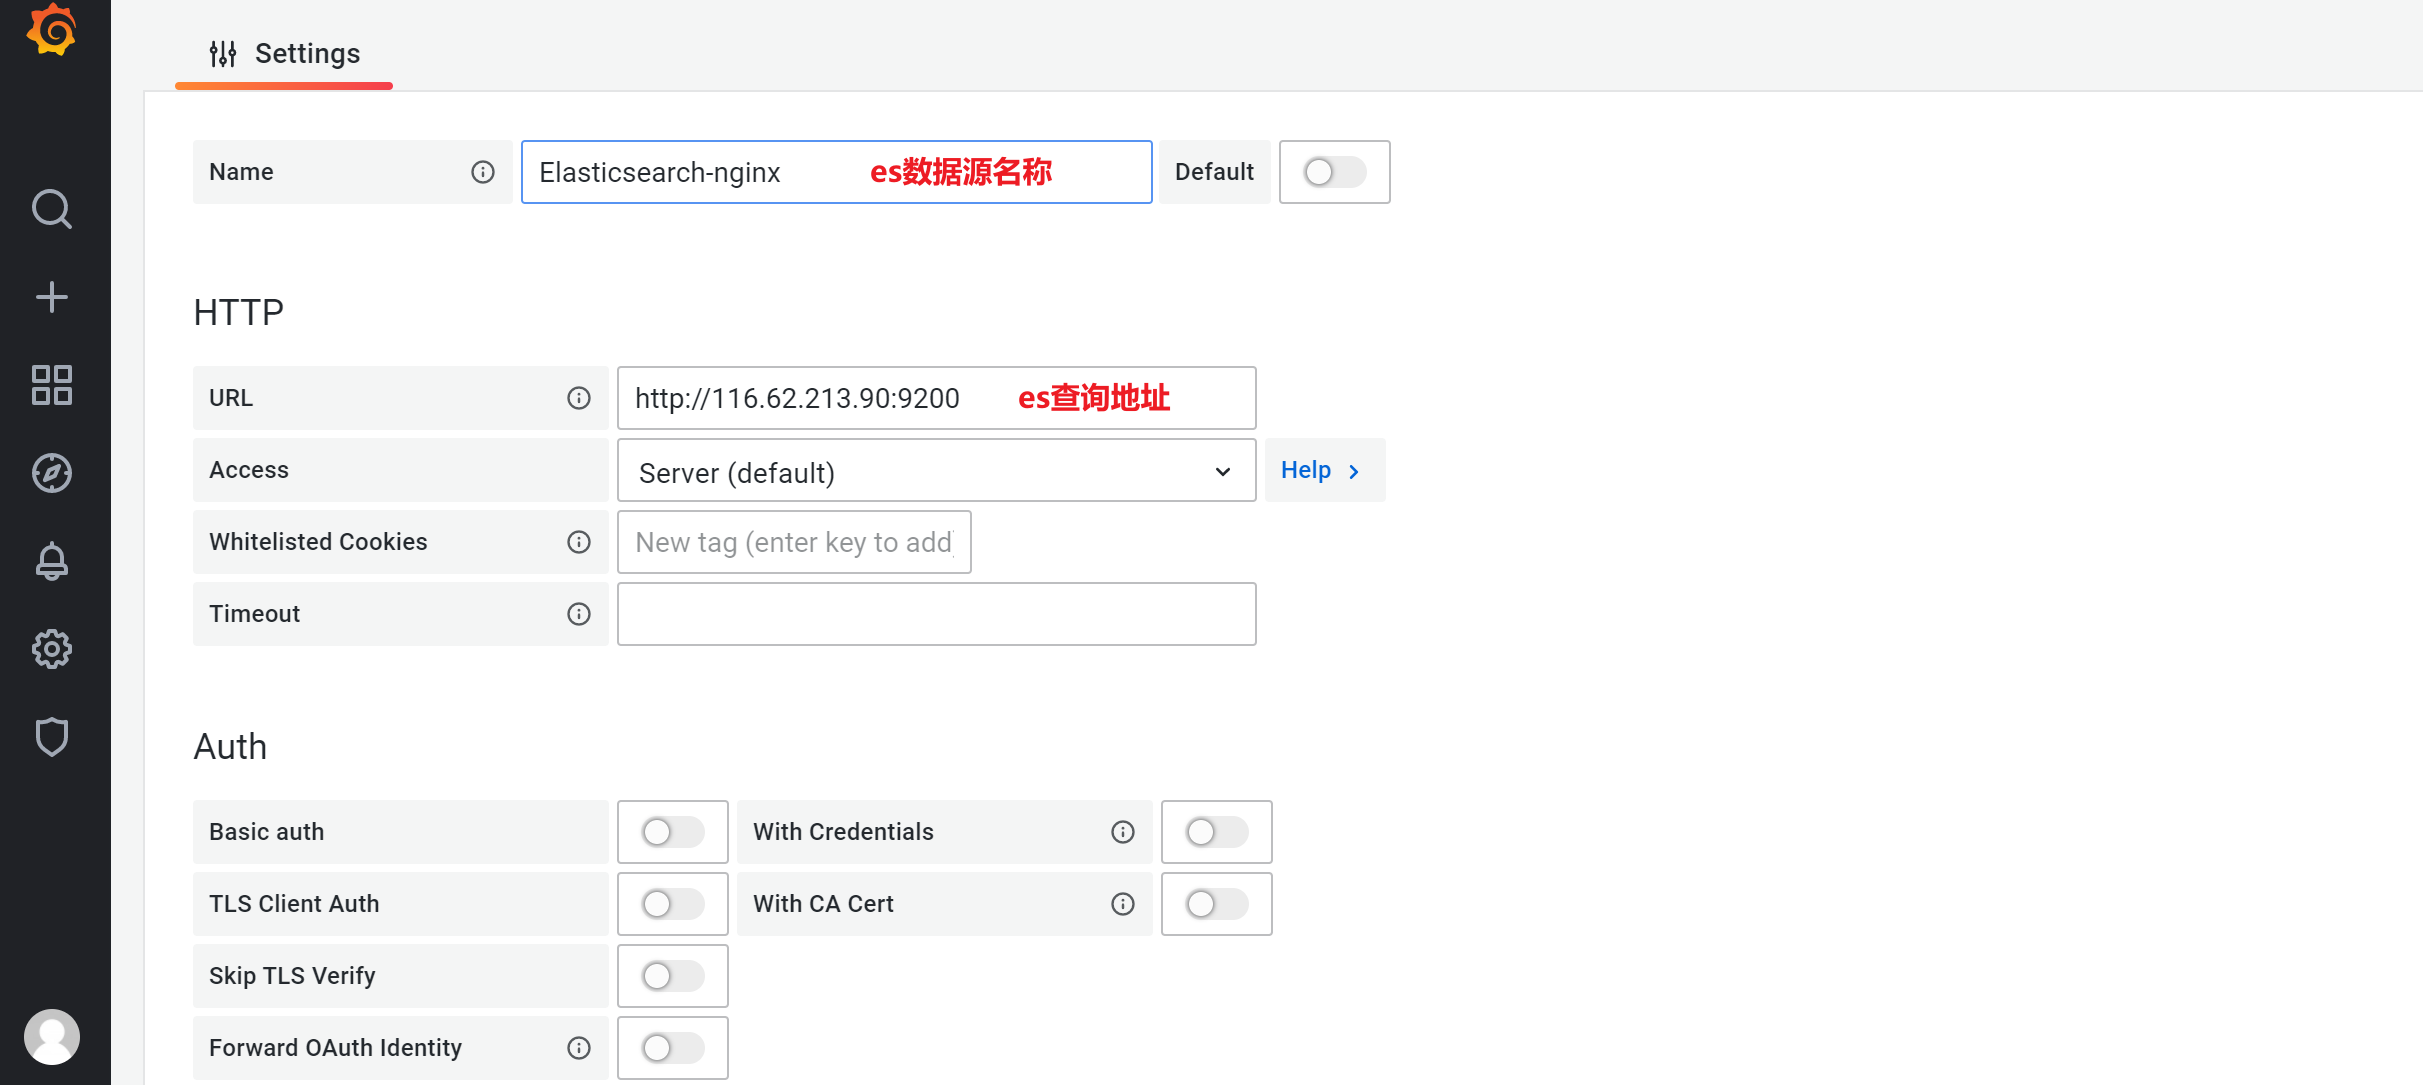 Settings
Name Elasticsearch-nginx es数据源名称 Default
HTTP
URL http://116.62.213.90:9200 es查询地址
Access Server (default) Help
Whitelisted Cookies New tag (enter key to add)
Timeout
Auth
Basic auth With Credentials
TLS Client Auth With CA Cert
Skip TLS Verify
Forward OAuth Identity